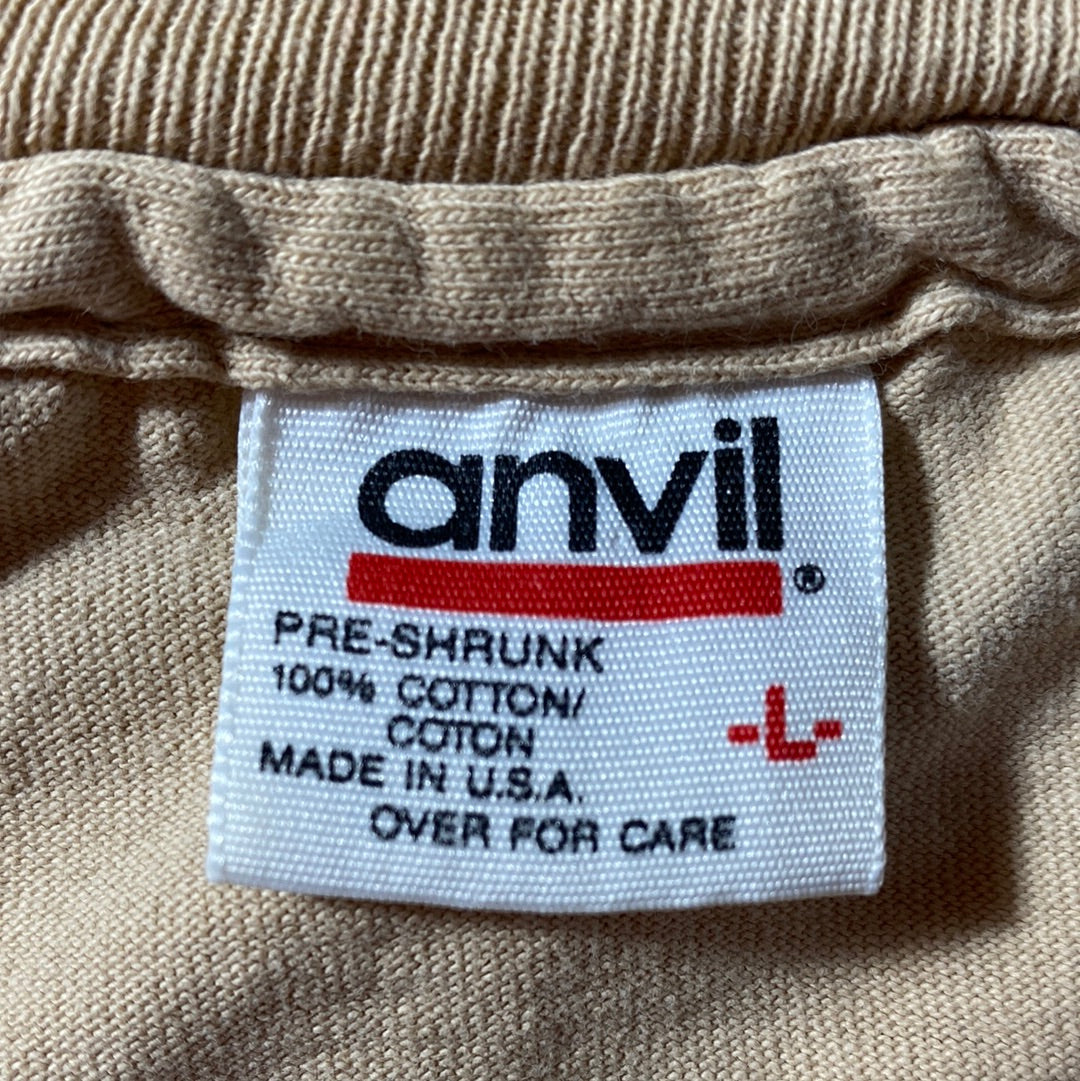 anvil®
PRE-SHRUNK
100% COTTON/
COTON
MADE IN U.S.A.
-L-
OVER FOR CARE